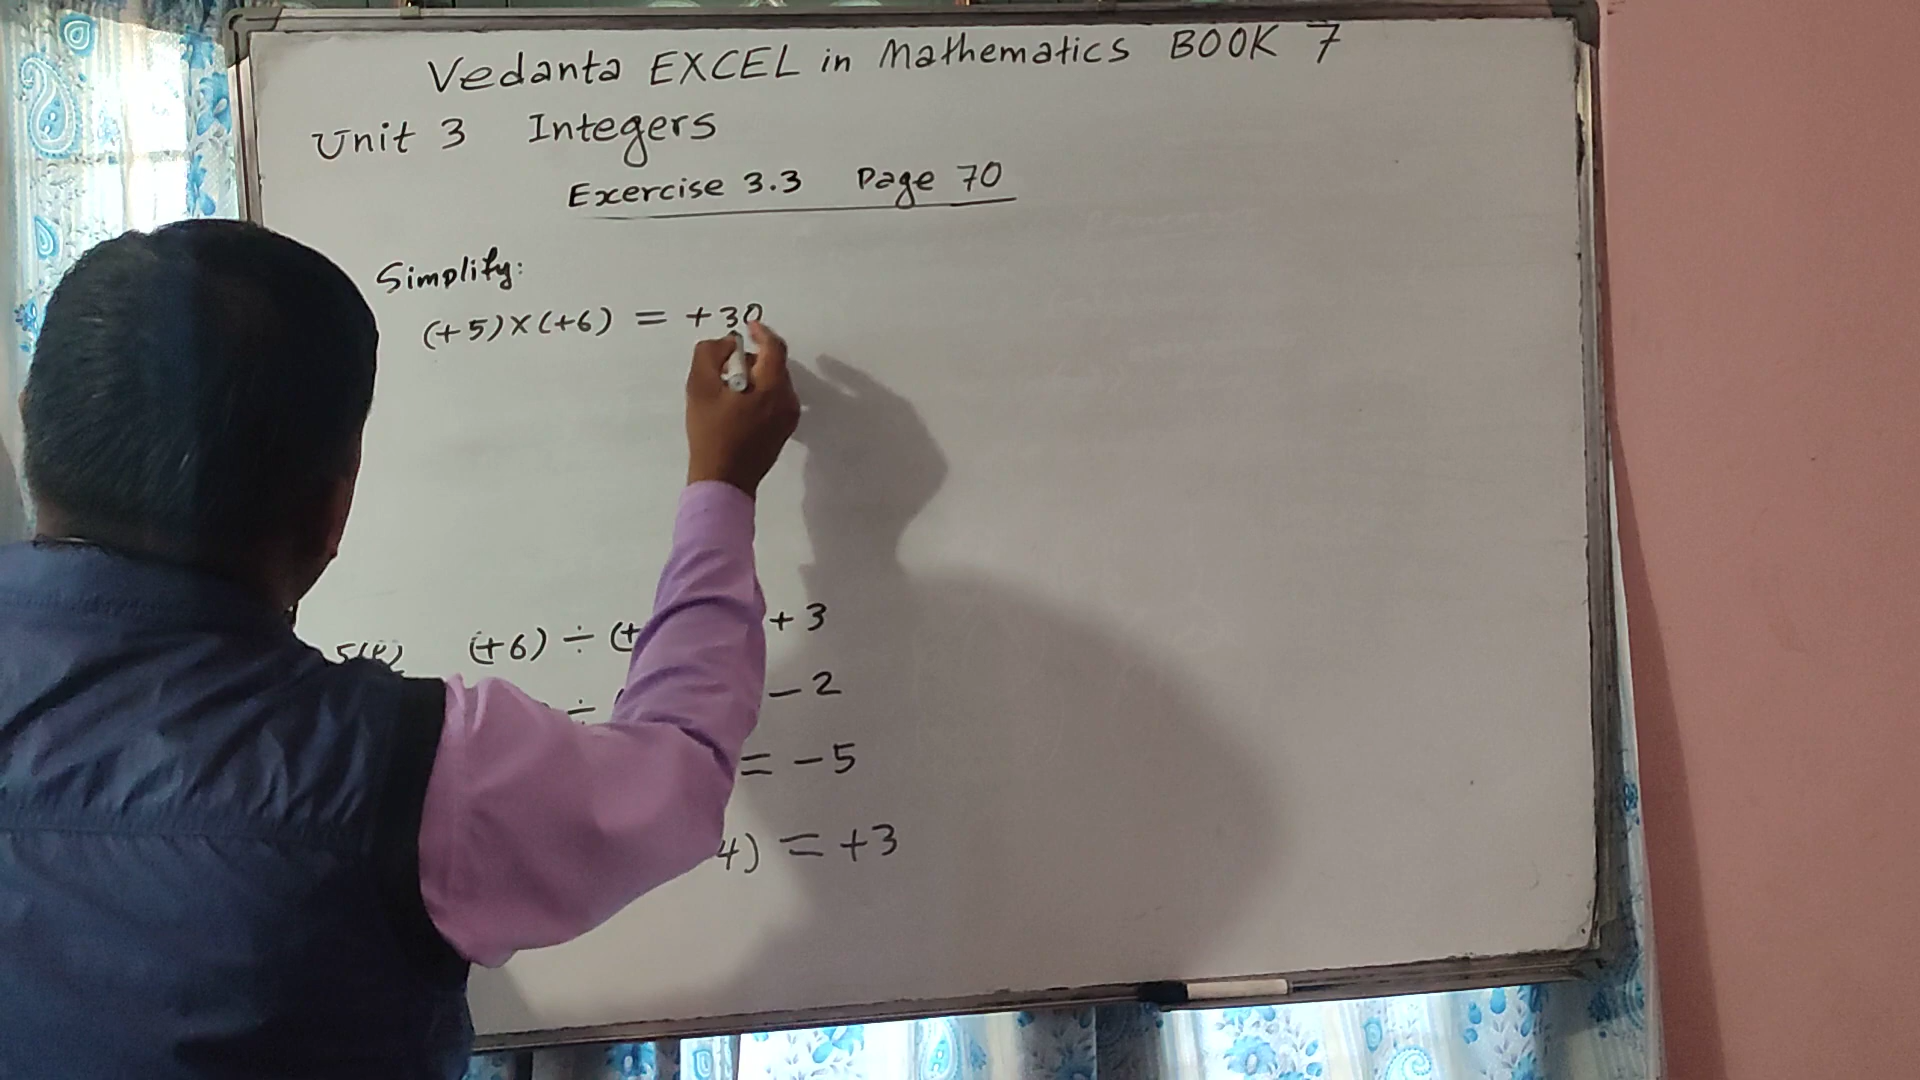 Vedanta EXCEL in Mathematics BOOK 7
Unit 3 Integers
Exercise 3.3 Page 70
Simplify:
(+5)×(+6) = +30
(+6) ÷ (+ +3
÷ -2
= -5
4) = +3